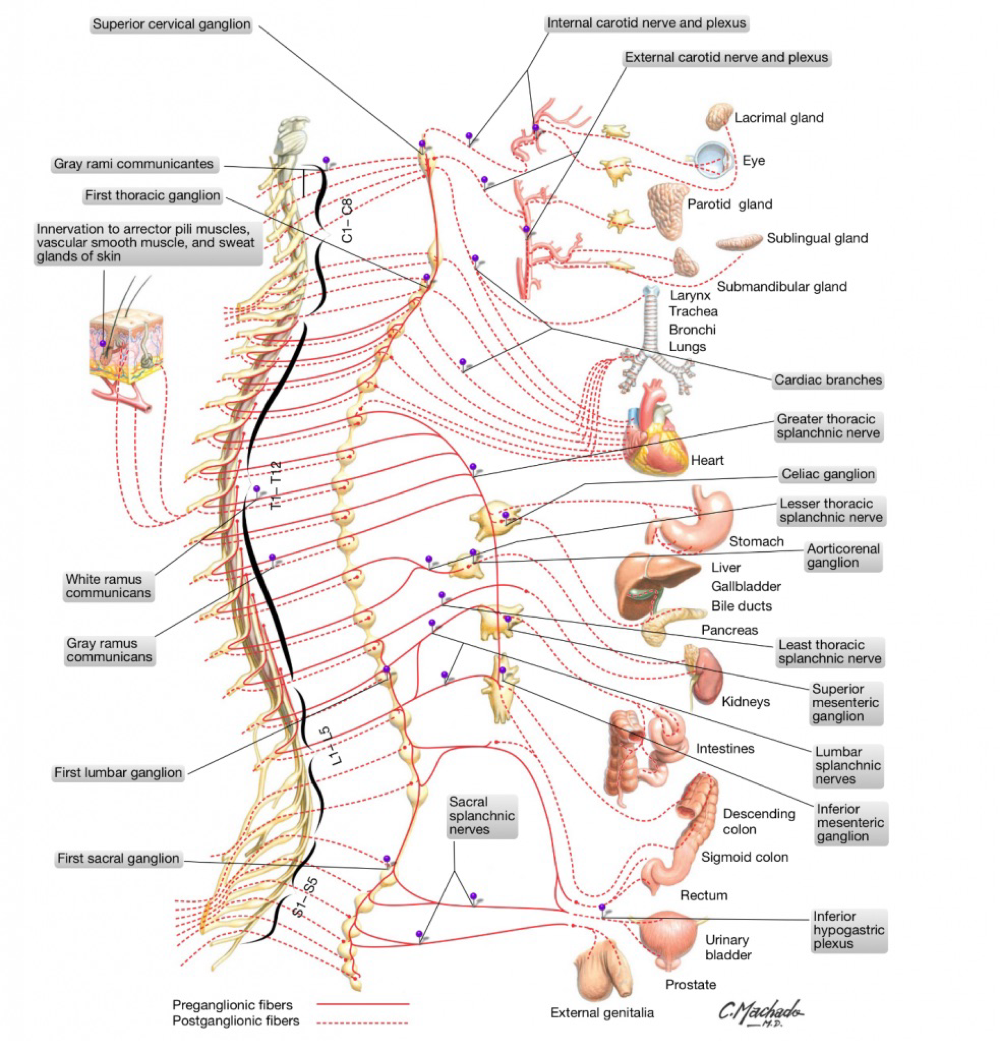 Superior cervical ganglion
Internal carotid nerve and plexus
External carotid nerve and plexus
Lacrimal gland
Eye
Gray rami communicantes
First thoracic ganglion
Parotid gland
Innervation to arrector pili muscles,
vascular smooth muscle, and sweat
glands of skin
C1– C8
Sublingual gland
Submandibular gland
Larynx
Trachea
Bronchi
Lungs
Cardiac branches
Greater thoracic
splanchnic nerve
Heart
Celiac ganglion
T1– T12
Lesser thoracic
splanchnic nerve
Stomach
Aorticorenal
ganglion
Liver
Gallbladder
Bile ducts
Pancreas
White ramus
communicans
Gray ramus
communicans
Least thoracic
splanchnic nerve
Superior
mesenteric
ganglion
Kidneys
L1– L5
Intestines
Lumbar
splanchnic
nerves
First lumbar ganglion
Sacral
splanchnic
nerves
Inferior
mesenteric
ganglion
Descending
colon
First sacral ganglion
Sigmoid colon
S1– S5
Rectum
Inferior
hypogastric
plexus
Urinary
bladder
Prostate
External genitalia
Preganglionic fibers
Postganglionic fibers
C. Machado
M.D.